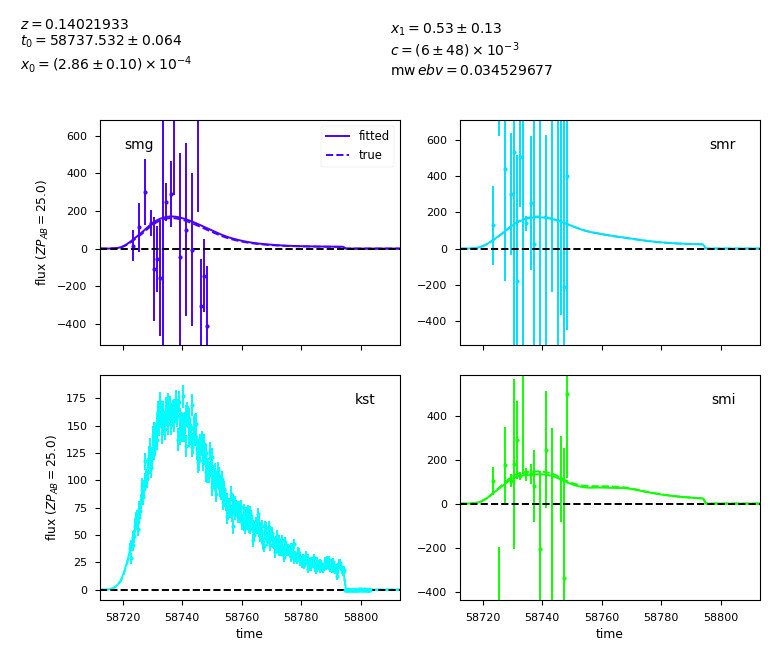 z = 0.14021933
t₀ = 58737.532 ± 0.064
x₀ = (2.86 ± 0.10) × 10⁻⁴
x₁ = 0.53 ± 0.13
c = (6 ± 48) × 10⁻³
mw ebv = 0.034529677
smg
fitted
true
600
400
200
0
−200
−400
flux (ZP_AB = 25.0)
smr
600
400
200
0
−200
−400
kst
175
150
125
100
75
50
25
0
flux (ZP_AB = 25.0)
58720 58740 58760 58780 58800
time
smi
400
200
0
−200
−400
58720 58740 58760 58780 58800
time